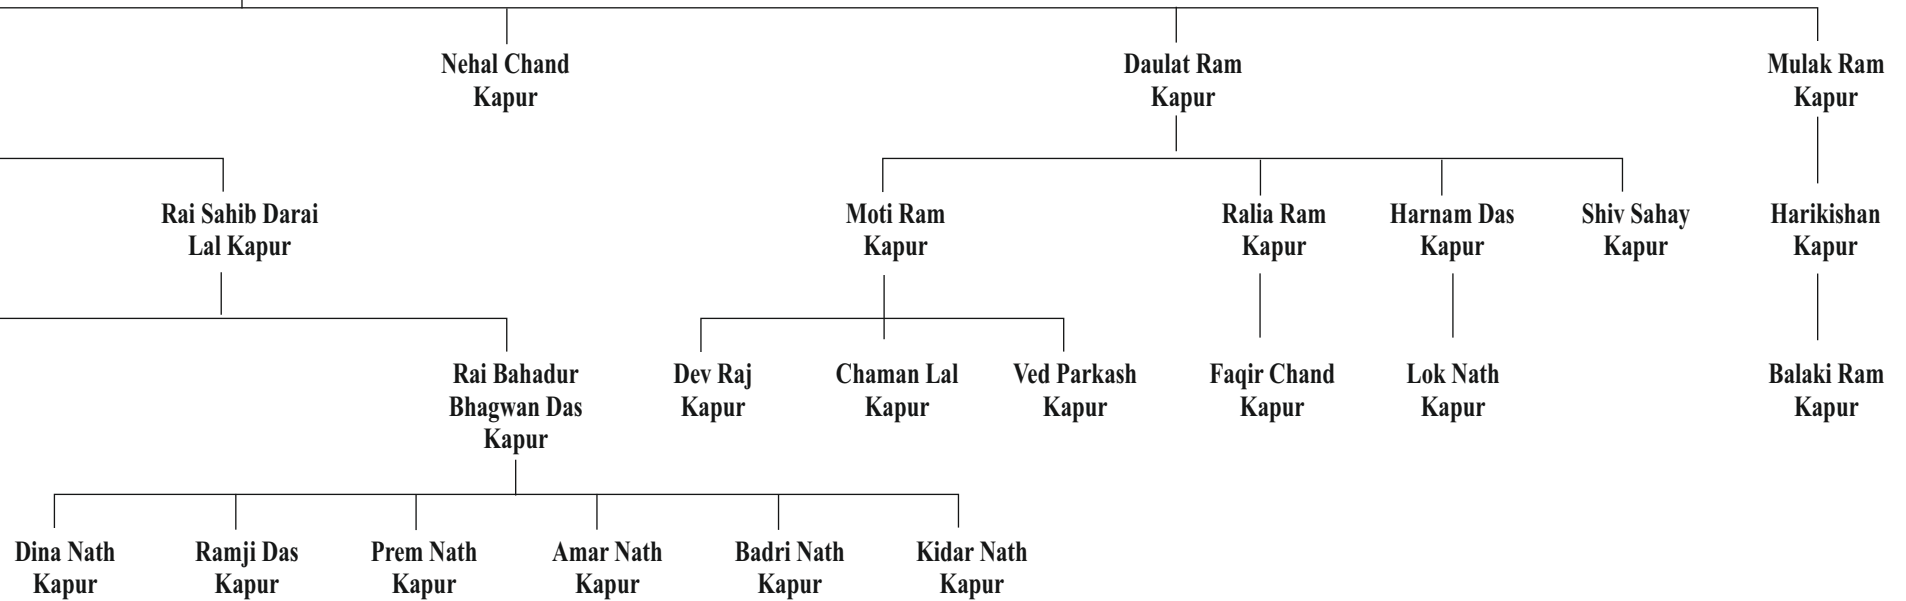 Nehal Chand
Kapur
Daulat Ram
Kapur
Mulak Ram
Kapur
Rai Sahib Darai
Lal Kapur
Moti Ram
Kapur
Ralia Ram
Kapur
Harnam Das
Kapur
Shiv Sahay
Kapur
Harikishan
Kapur
Rai Bahadur
Bhagwan Das
Kapur
Dev Raj
Kapur
Chaman Lal
Kapur
Ved Parkash
Kapur
Faqir Chand
Kapur
Lok Nath
Kapur
Balaki Ram
Kapur
Dina Nath
Kapur
Ramji Das
Kapur
Prem Nath
Kapur
Amar Nath
Kapur
Badri Nath
Kapur
Kidar Nath
Kapur